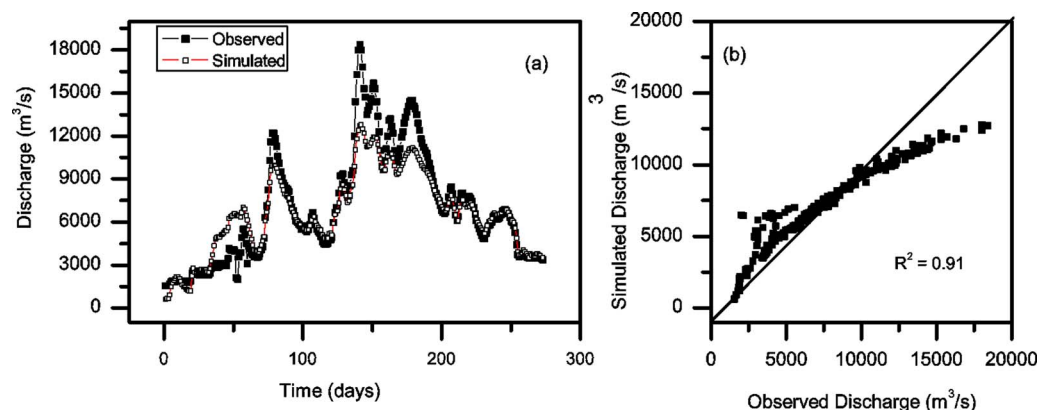 18000
15000
12000
9000
6000
3000
0
Discharge (m³/s)
Observed
Simulated
(a)
0
100
200
300
Time (days)
20000
15000
10000
5000
0
Simulated Discharge (m /s)
3
(b)
R² = 0.91
0
5000
10000
15000
20000
Observed Discharge (m³/s)